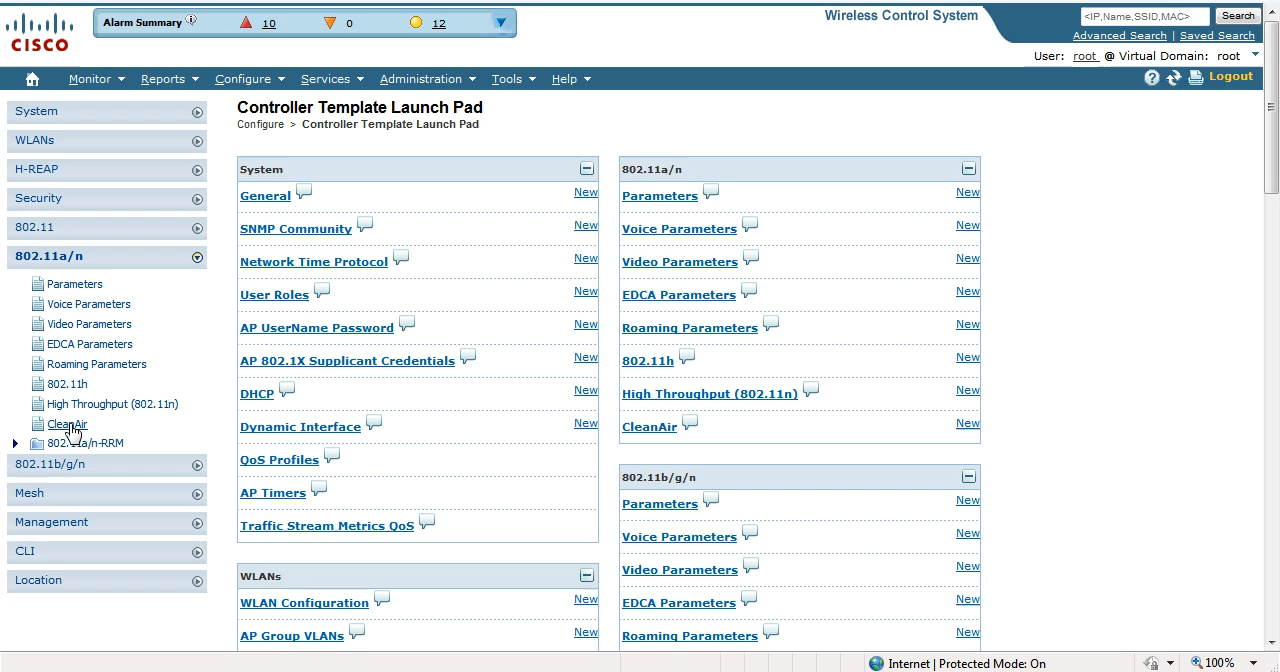 Alarm Summary 10 0 12
CISCO
Wireless Control System
<IP,Name,SSID,MAC> Search
Advanced Search | Saved Search
User: root @ Virtual Domain: root
Monitor Reports Configure Services Administration Tools Help Logout
System
WLANs
H-REAP
Security
802.11
802.11a/n
Parameters
Voice Parameters
Video Parameters
EDCA Parameters
Roaming Parameters
802.11h
High Throughput (802.11n)
CleanAir
802.11a/n-RRM
802.11b/g/n
Mesh
Management
CLI
Location
Controller Template Launch Pad
Configure > Controller Template Launch Pad
System
General New
SNMP Community New
Network Time Protocol New
User Roles New
AP UserName Password New
AP 802.1X Supplicant Credentials New
DHCP New
Dynamic Interface New
QoS Profiles
AP Timers
Traffic Stream Metrics QoS
WLANs
WLAN Configuration New
AP Group VLANs New
802.11a/n
Parameters New
Voice Parameters New
Video Parameters New
EDCA Parameters New
Roaming Parameters New
802.11h New
High Throughput (802.11n) New
CleanAir New
802.11b/g/n
Parameters New
Voice Parameters New
Video Parameters New
EDCA Parameters New
Roaming Parameters New
Internet | Protected Mode: On
100%